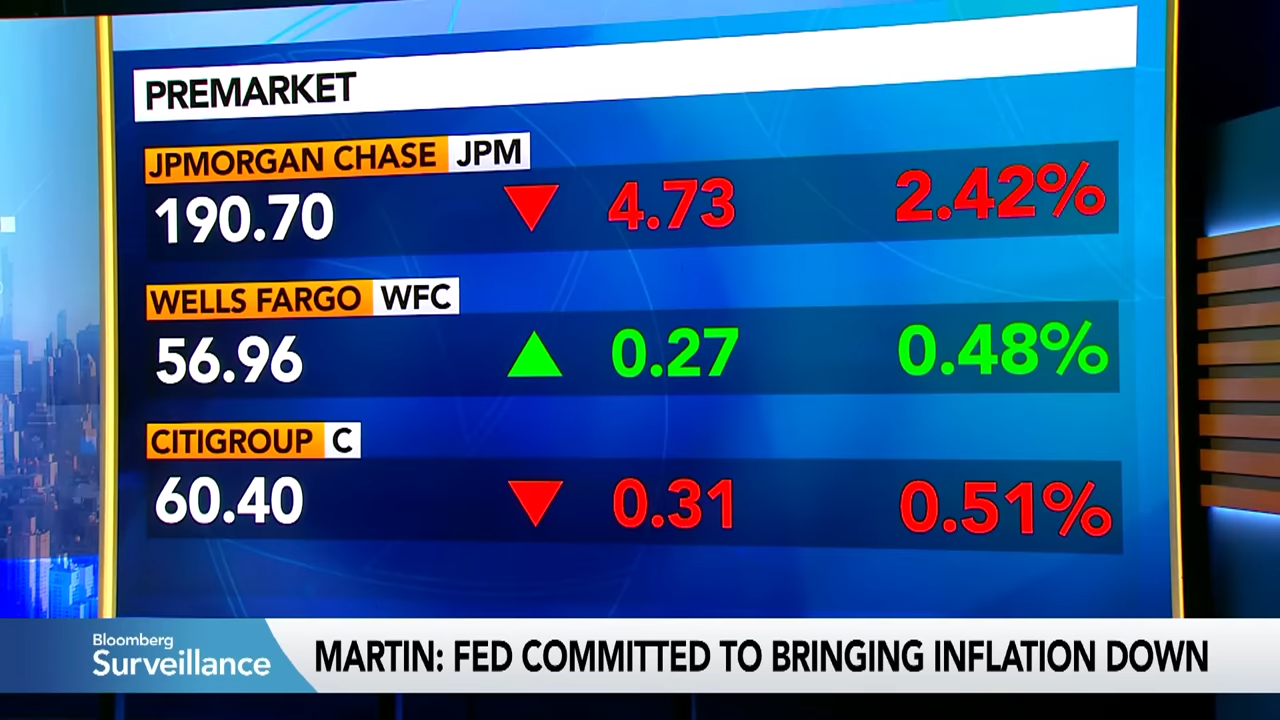 PREMARKET
JPMORGAN CHASE JPM
190.70 ▼ 4.73 2.42%
WELLS FARGO WFC
56.96 ▲ 0.27 0.48%
CITIGROUP C
60.40 ▼ 0.31 0.51%
Bloomberg
Surveillance
MARTIN: FED COMMITTED TO BRINGING INFLATION DOWN